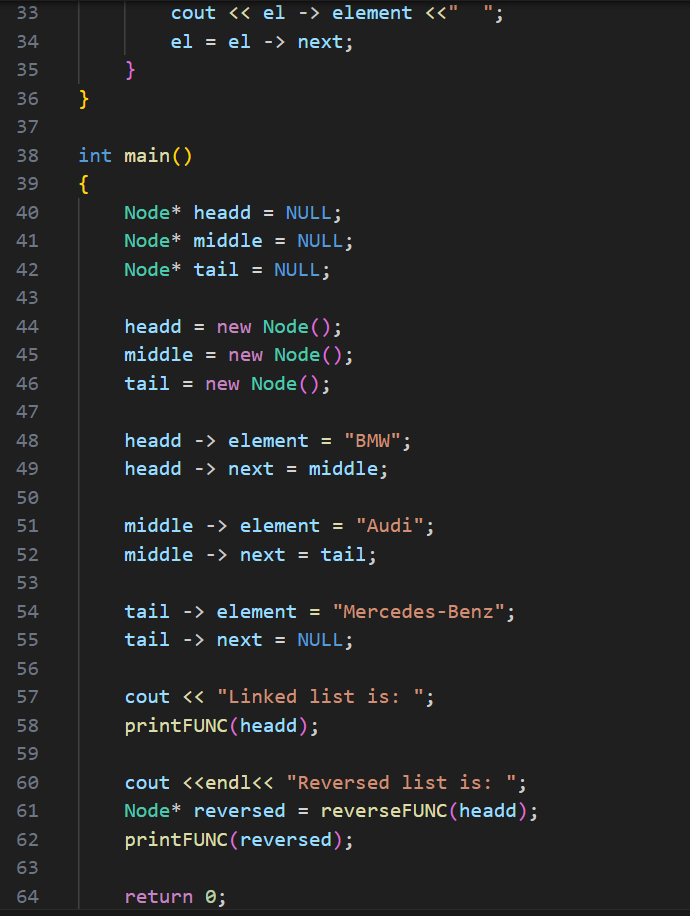 33 cout << el -> element <<"  ";
34 el = el -> next;
35 }
36 }
37
38 int main()
39 {
40 Node* headd = NULL;
41 Node* middle = NULL;
42 Node* tail = NULL;
43
44 headd = new Node();
45 middle = new Node();
46 tail = new Node();
47
48 headd -> element = "BMW";
49 headd -> next = middle;
50
51 middle -> element = "Audi";
52 middle -> next = tail;
53
54 tail -> element = "Mercedes-Benz";
55 tail -> next = NULL;
56
57 cout << "Linked list is: ";
58 printFUNC(headd);
59
60 cout <<endl<< "Reversed list is: ";
61 Node* reversed = reverseFUNC(headd);
62 printFUNC(reversed);
63
64 return 0;